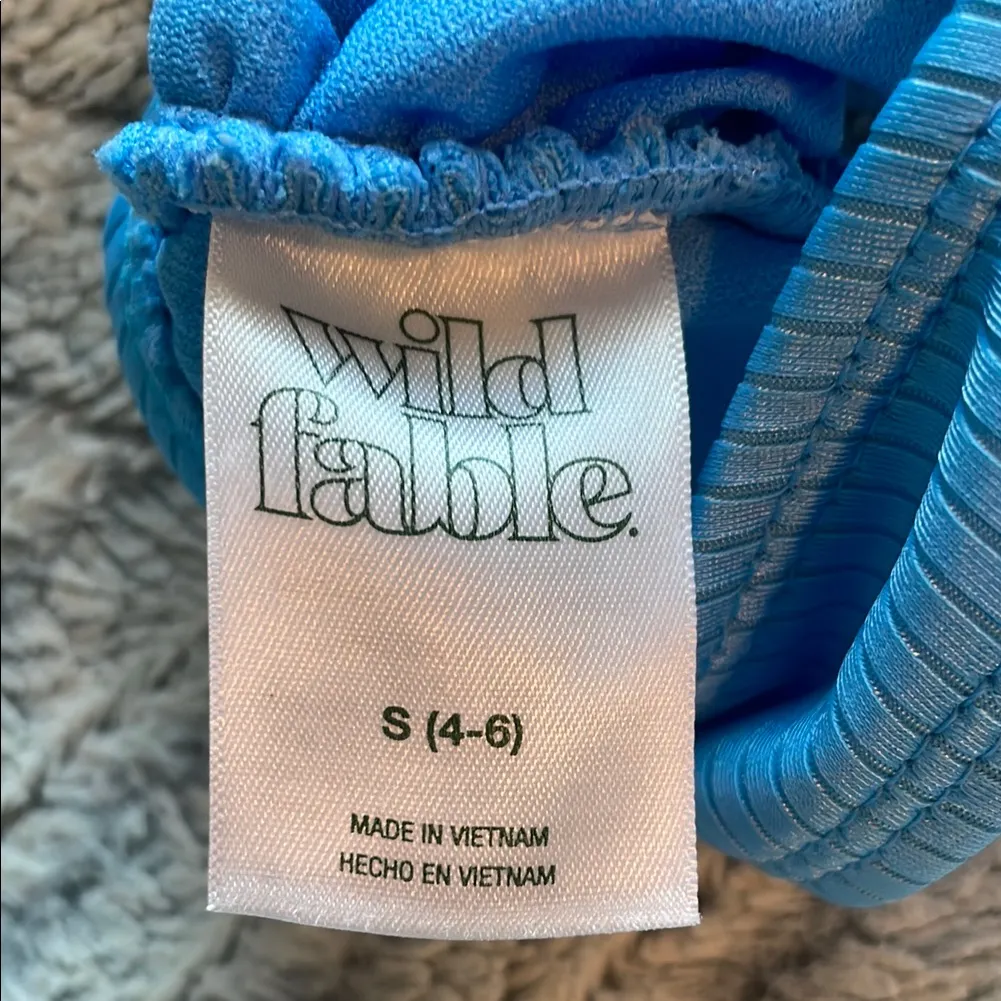 wild
fable.
S (4-6)
MADE IN VIETNAM
HECHO EN VIETNAM